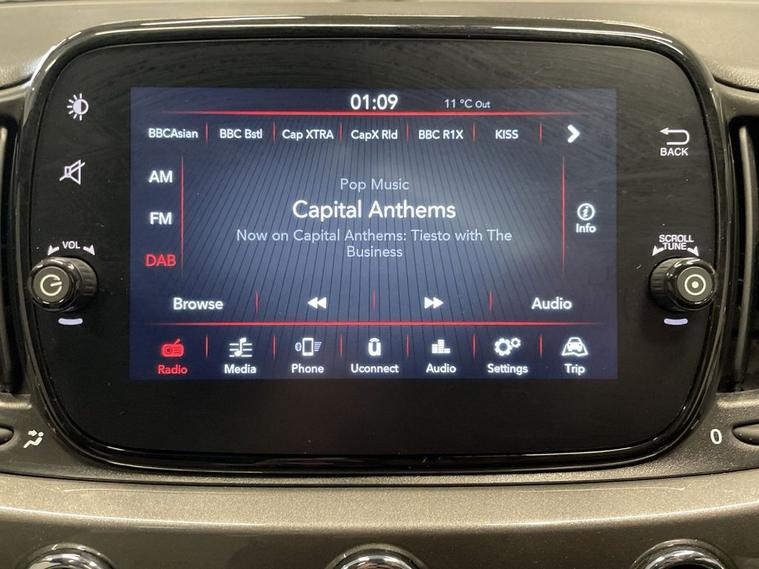 01:09
11 °C Out
BBCAsian
BBC Bstl
Cap XTRA
CapX Rld
BBC R1X
KISS
BACK
AM
FM
DAB
Pop Music
Capital Anthems
Now on Capital Anthems: Tiesto with The
Business
Info
VOL
SCROLL
TUNE
Browse
Audio
Radio
Media
Phone
Uconnect
Audio
Settings
Trip
0